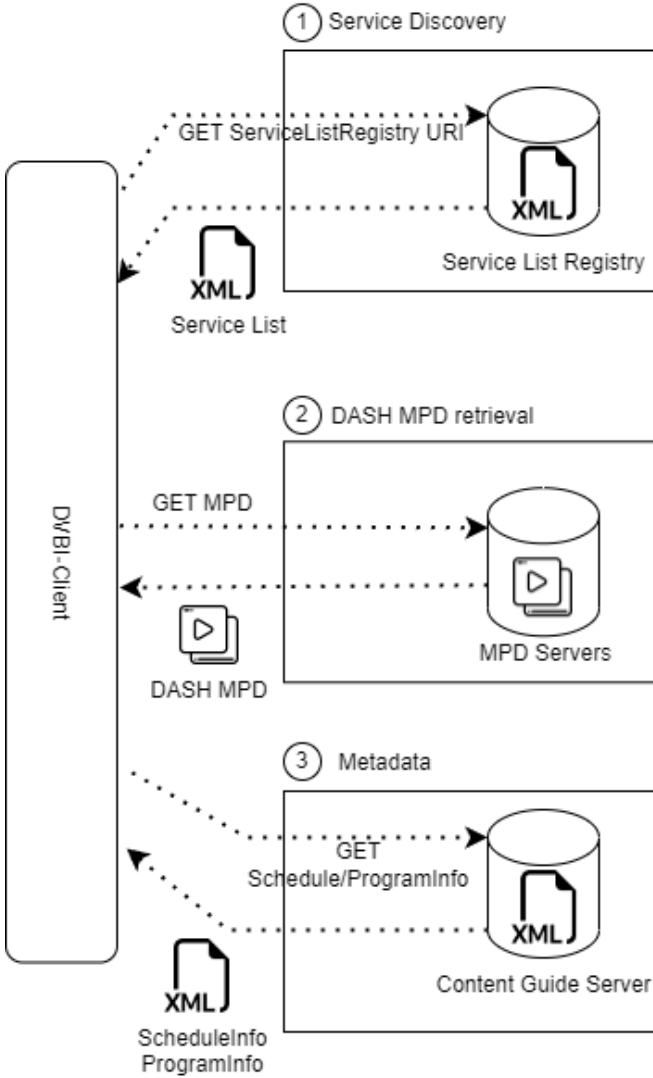 1 Service Discovery
GET ServiceListRegistry URI
XML
Service List Registry
XML
Service List
2 DASH MPD retrieval
GET MPD
DVBI-Client
MPD Servers
DASH MPD
3 Metadata
GET
Schedule/ProgramInfo
XML
Content Guide Server
XML
ScheduleInfo
ProgramInfo